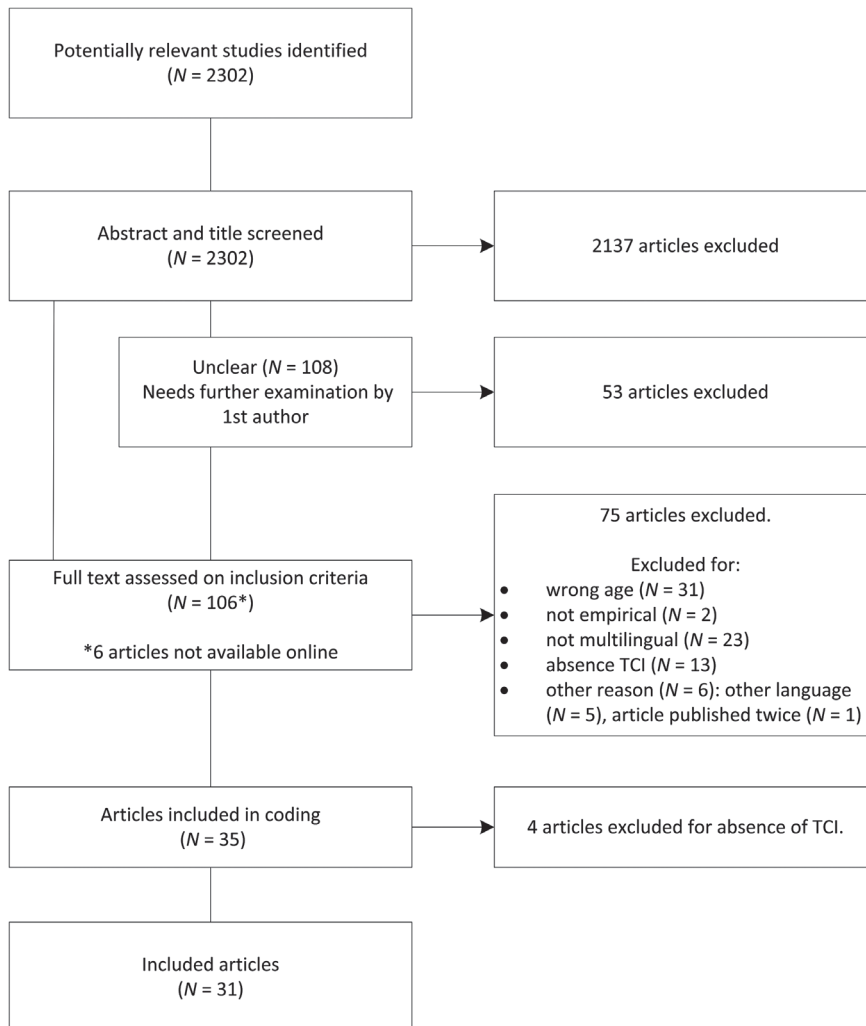 Potentially relevant studies identified
(N = 2302)
Abstract and title screened
(N = 2302)
2137 articles excluded
Unclear (N = 108)
Needs further examination by
1st author
53 articles excluded
Full text assessed on inclusion criteria
(N = 106*)
*6 articles not available online
75 articles excluded.
Excluded for:
• wrong age (N = 31)
• not empirical (N = 2)
• not multilingual (N = 23)
• absence TCI (N = 13)
• other reason (N = 6): other language
(N = 5), article published twice (N = 1)
Articles included in coding
(N = 35)
4 articles excluded for absence of TCI.
Included articles
(N = 31)